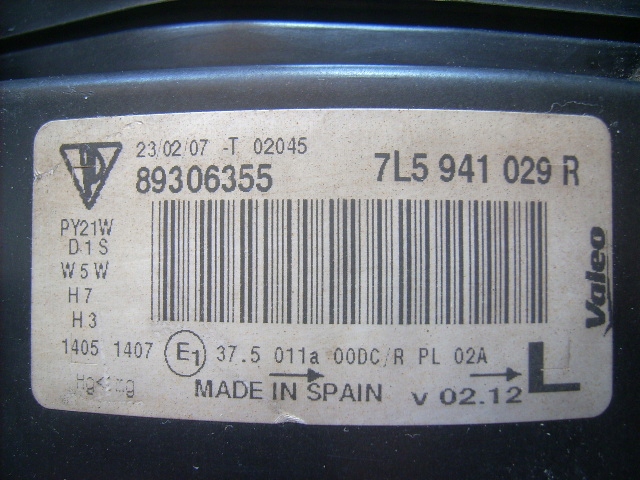 23/02/07 -T 02045
89306355 7L5 941 029 R
PY21W
D1S
W5W
H7
H3
Valeo
1405 1407 E1 37.5 011a 00DC/R PL 02A L
MADE IN SPAIN v 02.12